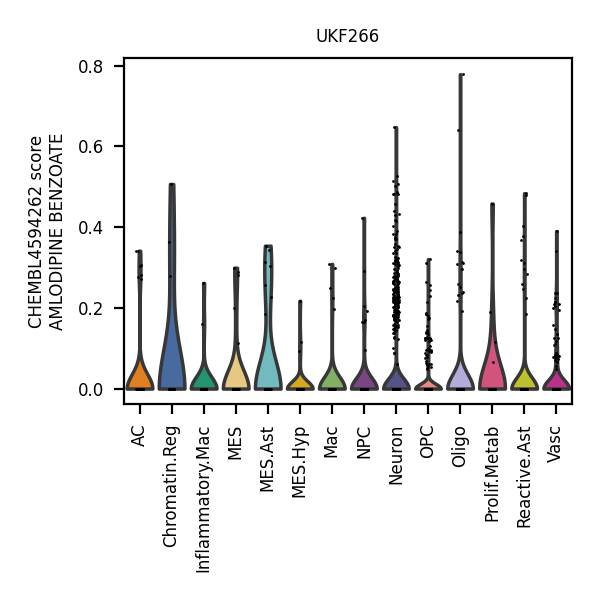 UKF266
CHEMBL4594262 score
AMLODIPINE BENZOATE
0.8
0.6
0.4
0.2
0.0
AC
Chromatin.Reg
Inflammatory.Mac
MES
MES.Ast
MES.Hyp
Mac
NPC
Neuron
OPC
Oligo
Prolif.Metab
Reactive.Ast
Vasc